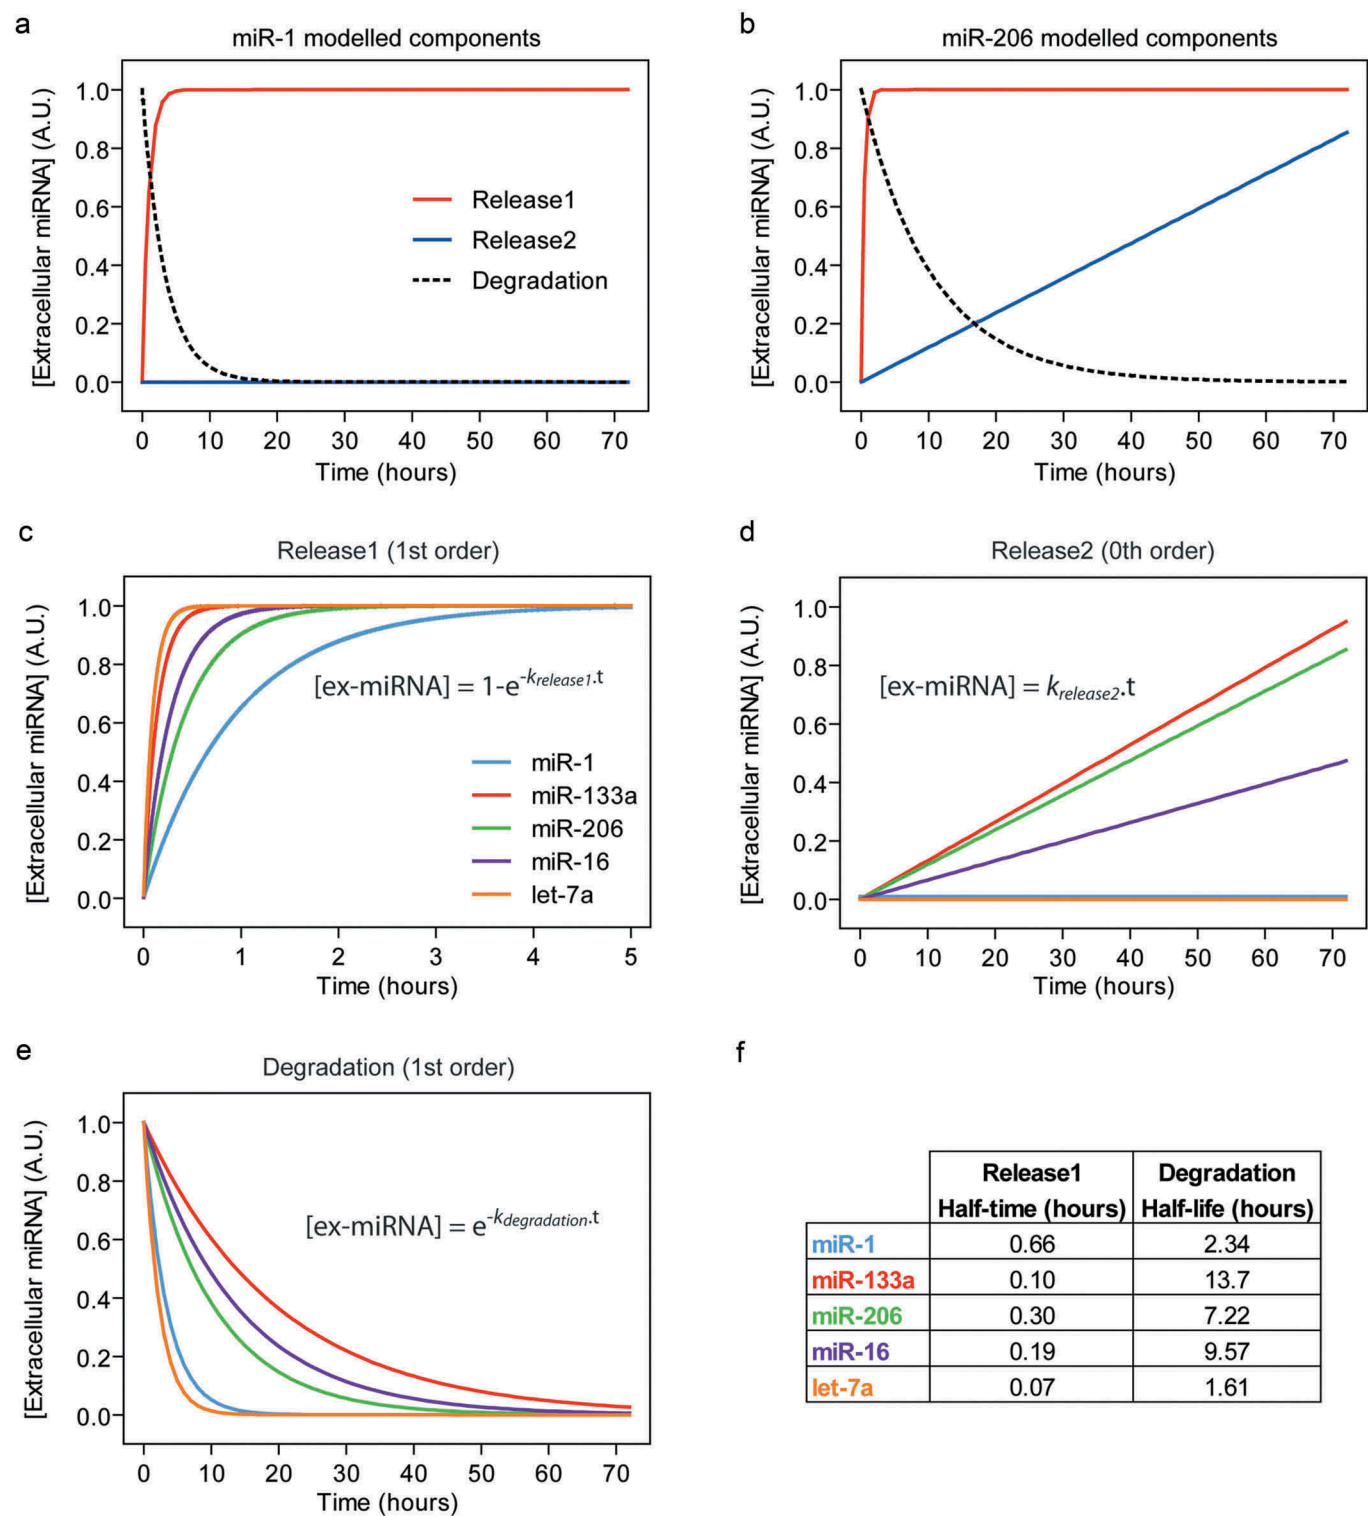 a
miR-1 modelled components
[Extracellular miRNA] (A.U.)
1.0
0.8
0.6
0.4
0.2
0.0
Release1
Release2
Degradation
0 10 20 30 40 50 60 70
Time (hours)
b
miR-206 modelled components
[Extracellular miRNA] (A.U.)
1.0
0.8
0.6
0.4
0.2
0.0
0 10 20 30 40 50 60 70
Time (hours)
c
Release1 (1st order)
[Extracellular miRNA] (A.U.)
1.0
0.8
0.6
0.4
0.2
0.0
[ex-miRNA] = 1-e-krelease1.t
miR-1
miR-133a
miR-206
miR-16
let-7a
0 1 2 3 4 5
Time (hours)
d
Release2 (0th order)
[Extracellular miRNA] (A.U.)
1.0
0.8
0.6
0.4
0.2
0.0
[ex-miRNA] = krelease2.t
0 10 20 30 40 50 60 70
Time (hours)
e
Degradation (1st order)
[Extracellular miRNA] (A.U.)
1.0
0.8
0.6
0.4
0.2
0.0
[ex-miRNA] = e-kdegradation.t
0 10 20 30 40 50 60 70
Time (hours)
f
Release1 Degradation
Half-time (hours) Half-life (hours)
miR-1 0.66 2.34
miR-133a 0.10 13.7
miR-206 0.30 7.22
miR-16 0.19 9.57
let-7a 0.07 1.61